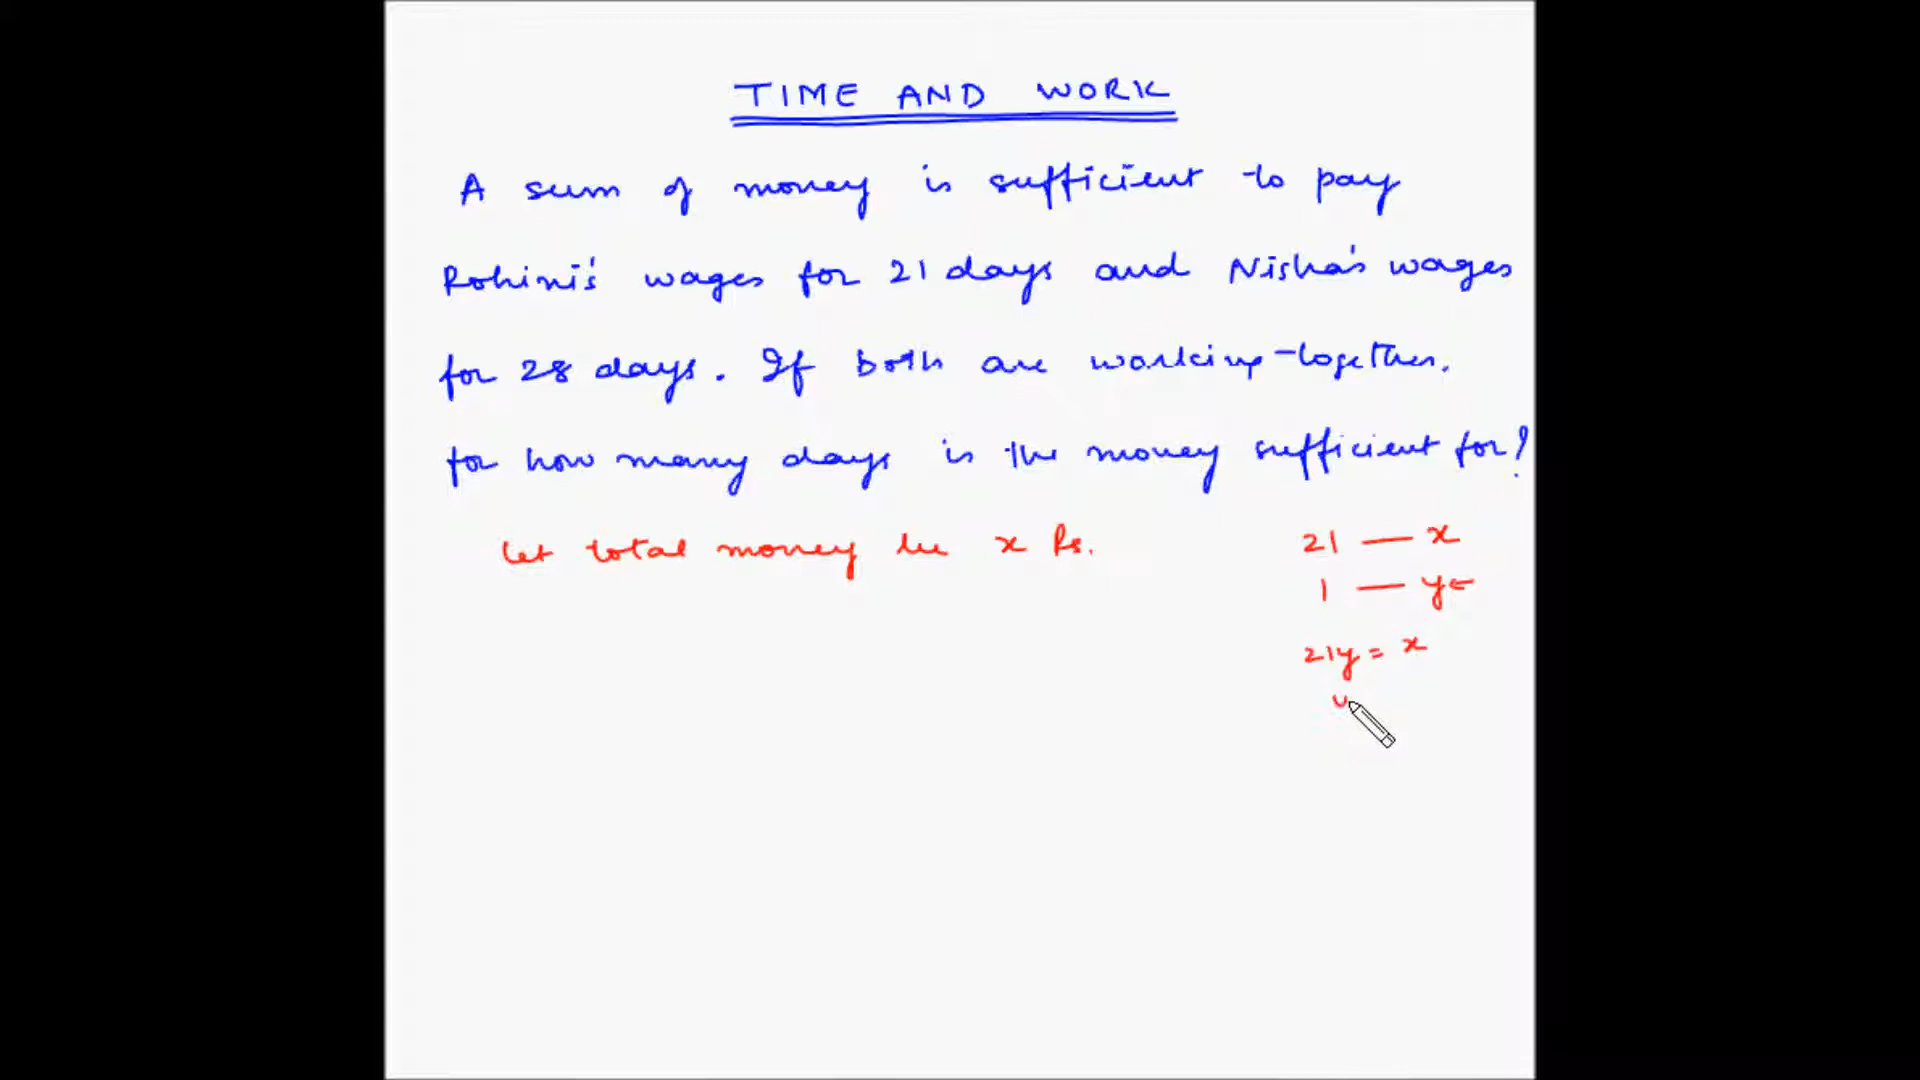 TIME AND WORK
A sum of money is sufficient to pay
Rohini's wages for 21 days and Nisha's wages
for 28 days. If both are working together.
for how many days is the money sufficient for?
let total money be x Rs.
21 — x
1 — y
21y = x